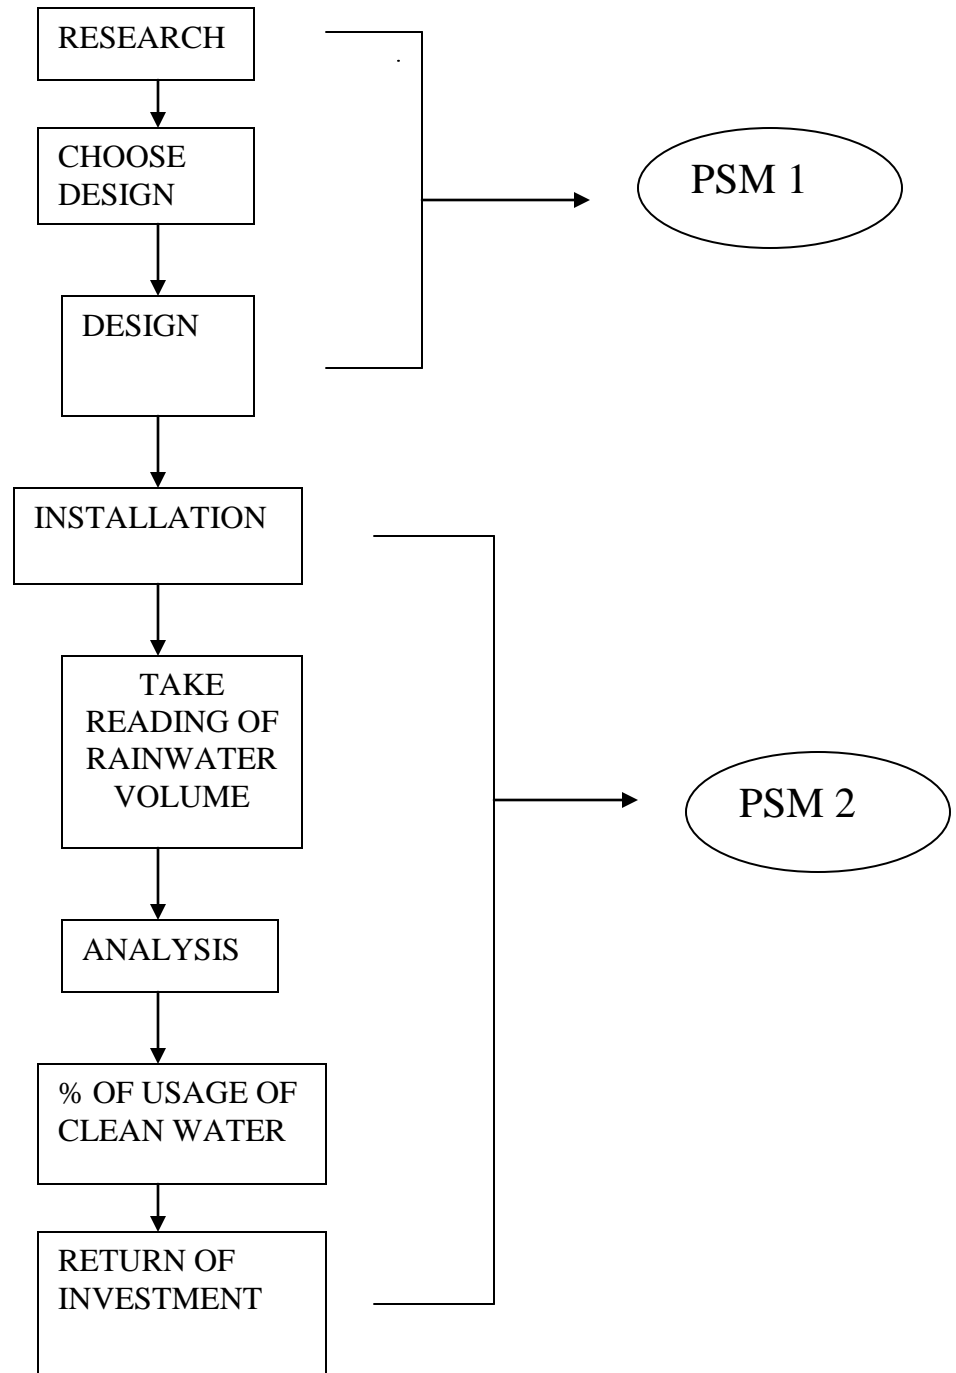 RESEARCH
CHOOSE
DESIGN
DESIGN
PSM 1
INSTALLATION
TAKE
READING OF
RAINWATER
VOLUME
ANALYSIS
% OF USAGE OF
CLEAN WATER
RETURN OF
INVESTMENT
PSM 2